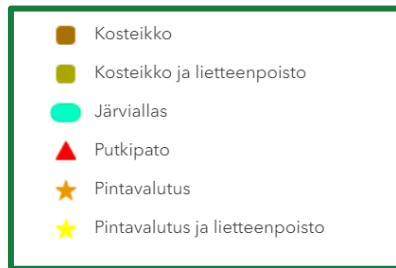 Kosteikko
Kosteikko ja lietteenpoisto
Järviallas
Putkipato
Pintavalutus
Pintavalutus ja lietteenpoisto